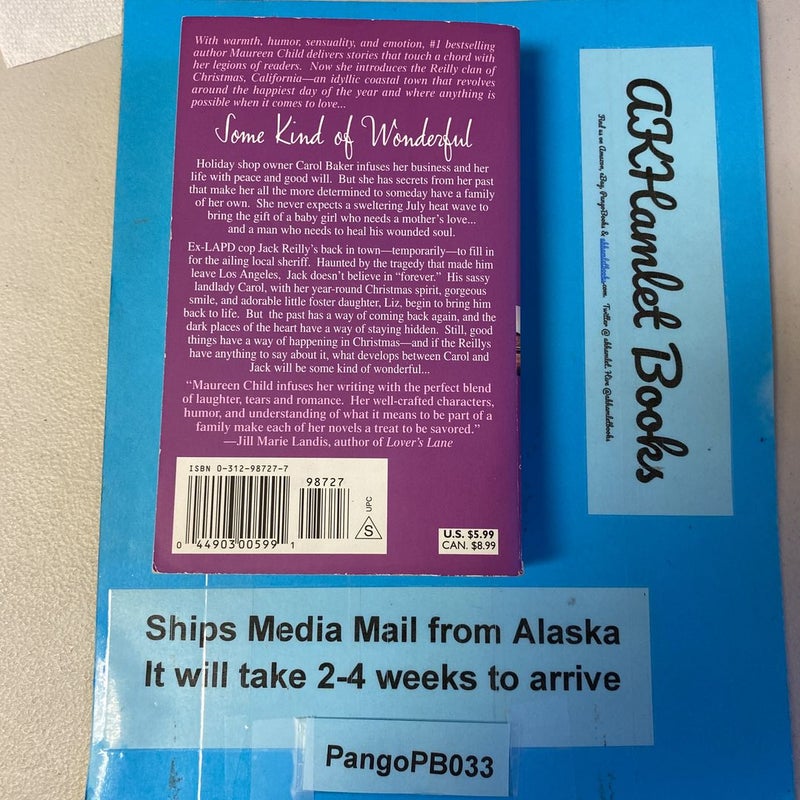 With warmth, humor, sensuality, and emotion, #1 bestselling
author Maureen Child delivers stories that touch a chord with
her legions of readers. Now she introduces the Reilly clan of
Christmas, California—an idyllic coastal town that revolves
around the happiest day of the year and where anything is
possible when it comes to love...
Some Kind of Wonderful
Holiday shop owner Carol Baker infuses her business and her
life with peace and good will. But she has secrets from her past
that make her all the more determined to someday have a family
of her own. She never expects a sweltering July heat wave to
bring the gift of a baby girl who needs a mother's love...
and a man who needs to heal his wounded soul.
Ex-LAPD cop Jack Reilly's back in town—temporarily—to fill in
for the ailing local sheriff. Haunted by the tragedy that made him
leave Los Angeles, Jack doesn't believe in "forever." His sassy
landlady Carol, with her year-round Christmas spirit, gorgeous
smile, and adorable little foster daughter, Liz, begin to bring him
back to life. But the past has a way of coming back again, and the
dark places of the heart have a way of staying hidden. Still, good
things have a way of happening in Christmas—and if the Reillys
have anything to say about it, what develops between Carol and
Jack will be some kind of wonderful...
"Maureen Child infuses her writing with the perfect blend
of laughter, tears and romance. Her well-crafted characters,
humor, and understanding of what it means to be part of a
family make each of her novels a treat to be savored."
—Jill Marie Landis, author of Lover's Lane
ISBN 0-312-98727-7
98727
UPC
S
0 44903 00599 1
U.S. $5.99
CAN. $8.99
AKHamlet Books
Find us on Amazon, eBay, PangoBooks & akhamletbooks.com Twitter @ akhamlet. Hive @akhamletbooks
Ships Media Mail from Alaska
It will take 2-4 weeks to arrive
PangoPB033